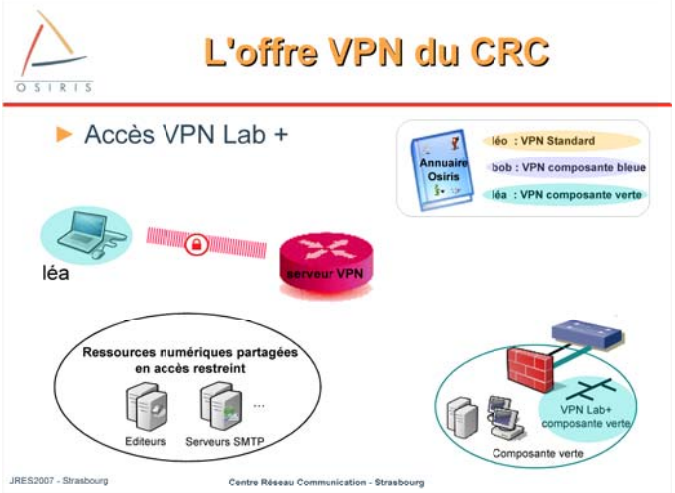 L'offre VPN du CRC
OSIRIS
Accès VPN Lab +
Annuaire
Osiris
léo : VPN Standard
bob : VPN composante bleue
léa : VPN composante verte
léa
serveur VPN
Ressources numériques partagées
en accès restreint
...
Editeurs
Serveurs SMTP
VPN Lab+
composante verte
Composante verte
JRES2007 - Strasbourg
Centre Réseau Communication - Strasbourg